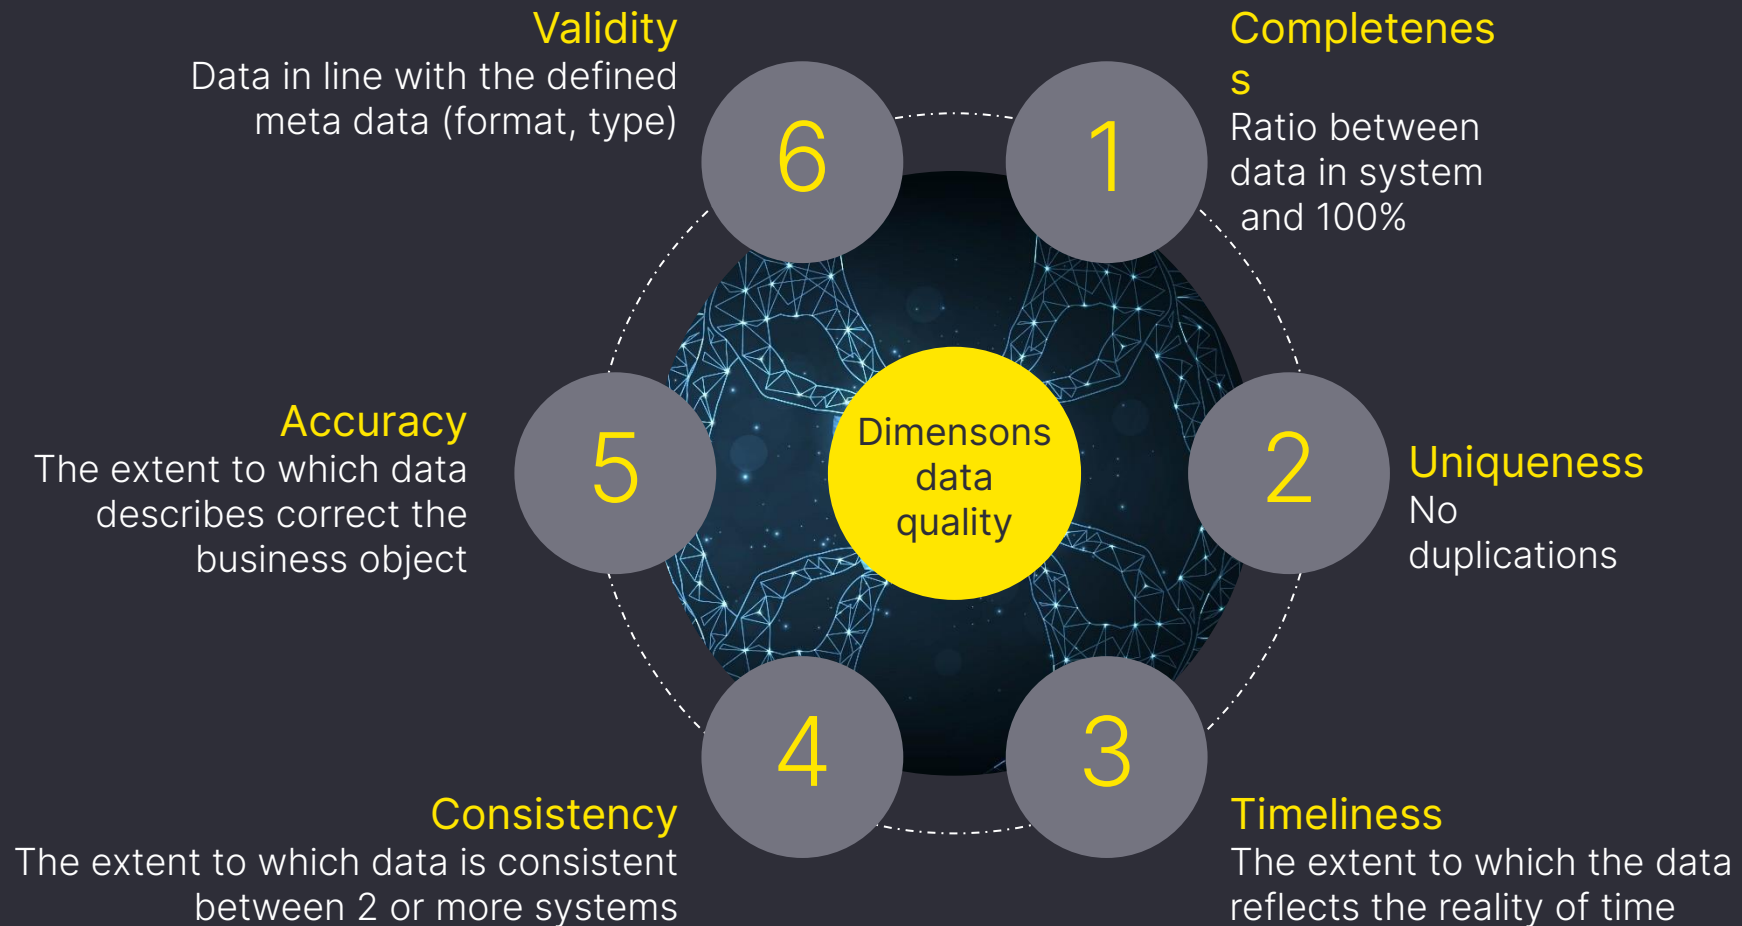 Validity
Data in line with the defined
meta data (format, type)
6
1
Completenes
s
Ratio between
data in system
and 100%
Accuracy
The extent to which data
describes correct the
business object
5
Dimensons
data
quality
2
Uniqueness
No
duplications
4
3
Consistency
The extent to which data is consistent
between 2 or more systems
Timeliness
The extent to which the data
reflects the reality of time